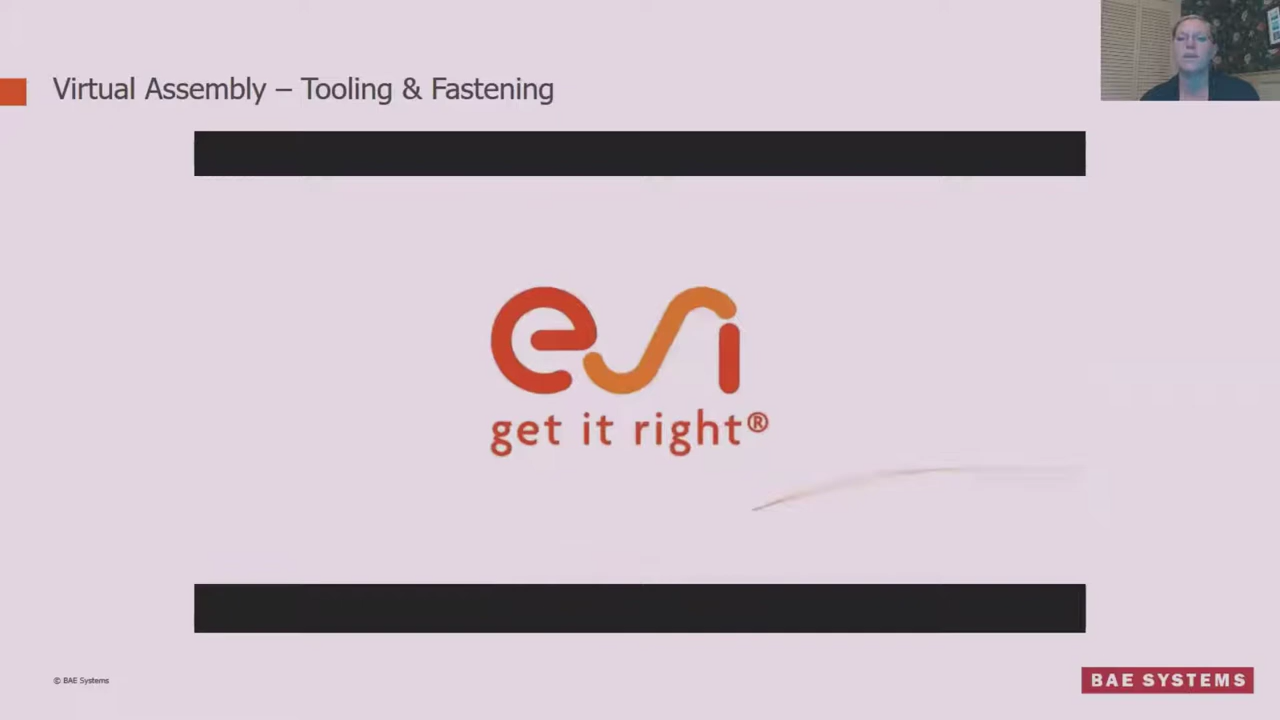 Virtual Assembly – Tooling & Fastening
esi
get it right®
© BAE Systems
BAE SYSTEMS